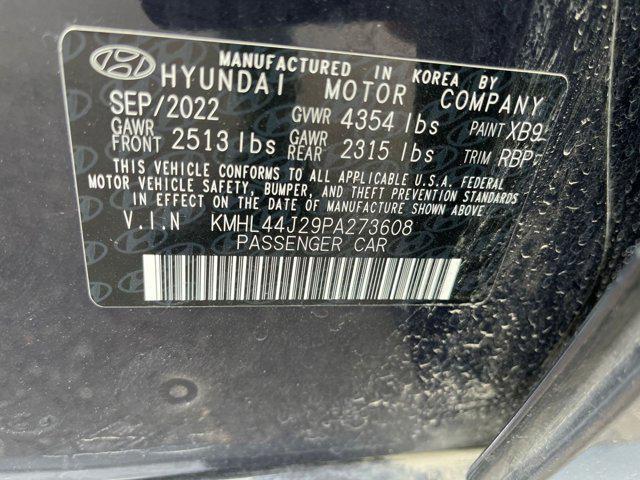 MANUFACTURED IN KOREA BY
HYUNDAI MOTOR COMPANY
SEP/2022 GVWR 4354 lbs PAINT XB9
GAWR FRONT 2513 lbs GAWR REAR 2315 lbs TRIM RBP
THIS VEHICLE CONFORMS TO ALL APPLICABLE U.S.A. FEDERAL
MOTOR VEHICLE SAFETY, BUMPER, AND THEFT PREVENTION STANDARDS
IN EFFECT ON THE DATE OF MANUFACTURE SHOWN ABOVE.
V.I.N KMHL44J29PA273608
PASSENGER CAR